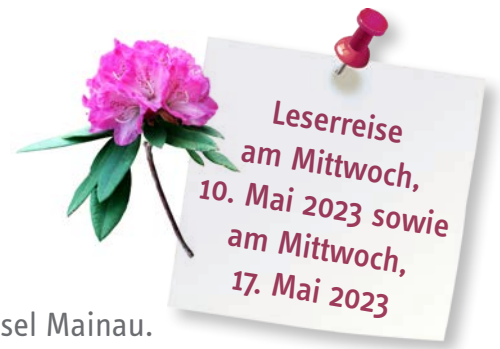 Leserreise
am Mittwoch,
10. Mai 2023 sowie
am Mittwoch,
17. Mai 2023
sel Mainau.